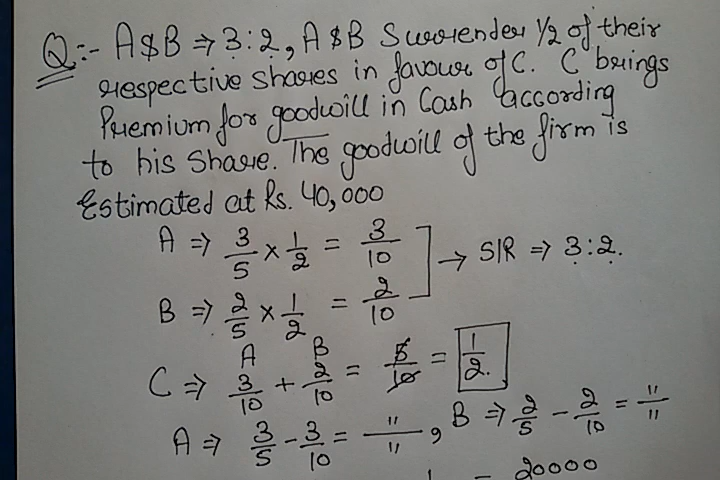 Q:- A$B ⇒ 3:2, A $ B Surrender 1/2 of their
respective shares in favour of C. C brings
Premium for goodwill in Cash according
to his Share. The goodwill of the firm is
Estimated at Rs. 40,000
A ⇒ 3/5 × 1/2 = 3/10
→ S/R ⇒ 3:2.
B ⇒ 2/5 × 1/2 = 2/10
A B
C ⇒ 3/10 + 2/10 = 5/10 = 1/2.
A ⇒ 3/5 - 3/10 = "/" , B ⇒ 2/5 - 2/10 = "/"
1 = 20000